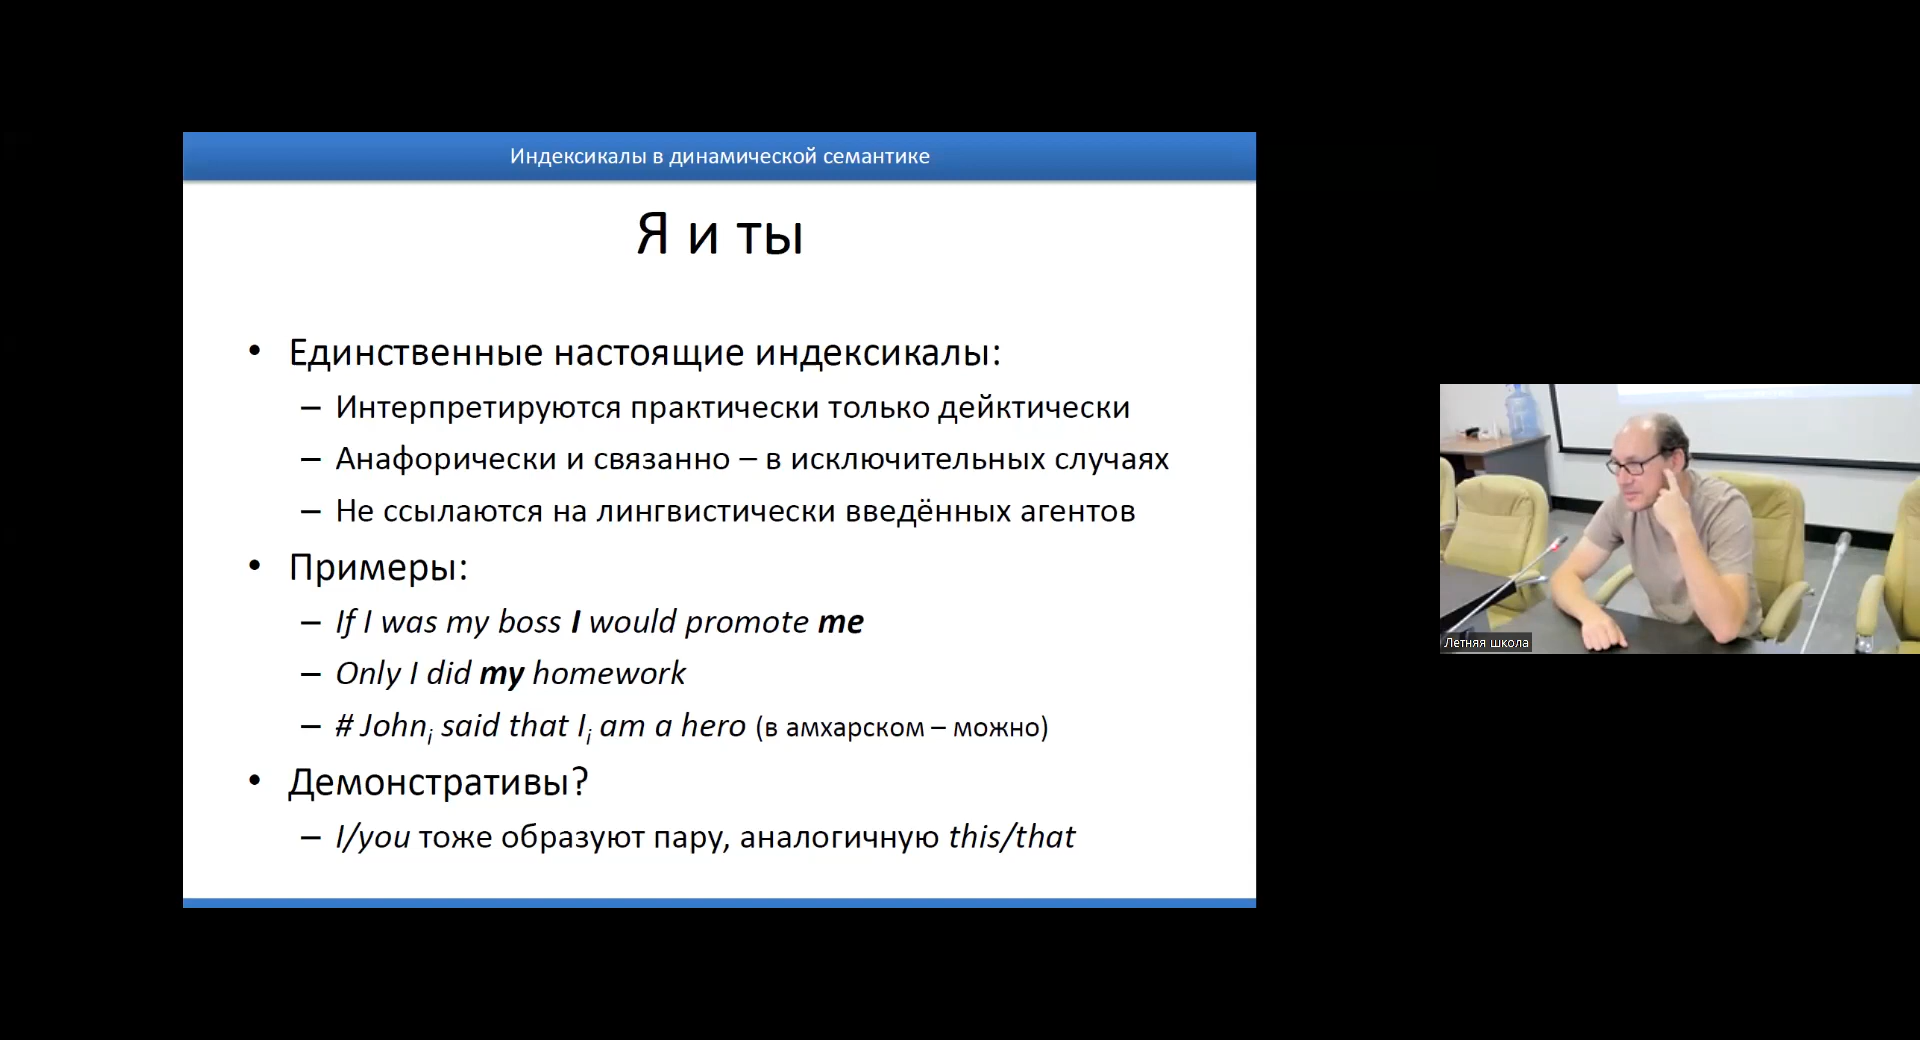 Индексикалы в динамической семантике
Я и ты
• Единственные настоящие индексикалы:
– Интерпретируются практически только дейктически
– Анафорически и связанно – в исключительных случаях
– Не ссылаются на лингвистически введённых агентов
• Примеры:
– If I was my boss I would promote me
– Only I did my homework
– # Johni said that Ii am a hero (в амхарском – можно)
• Демонстративы?
– I/you тоже образуют пару, аналогичную this/that
Летняя школа